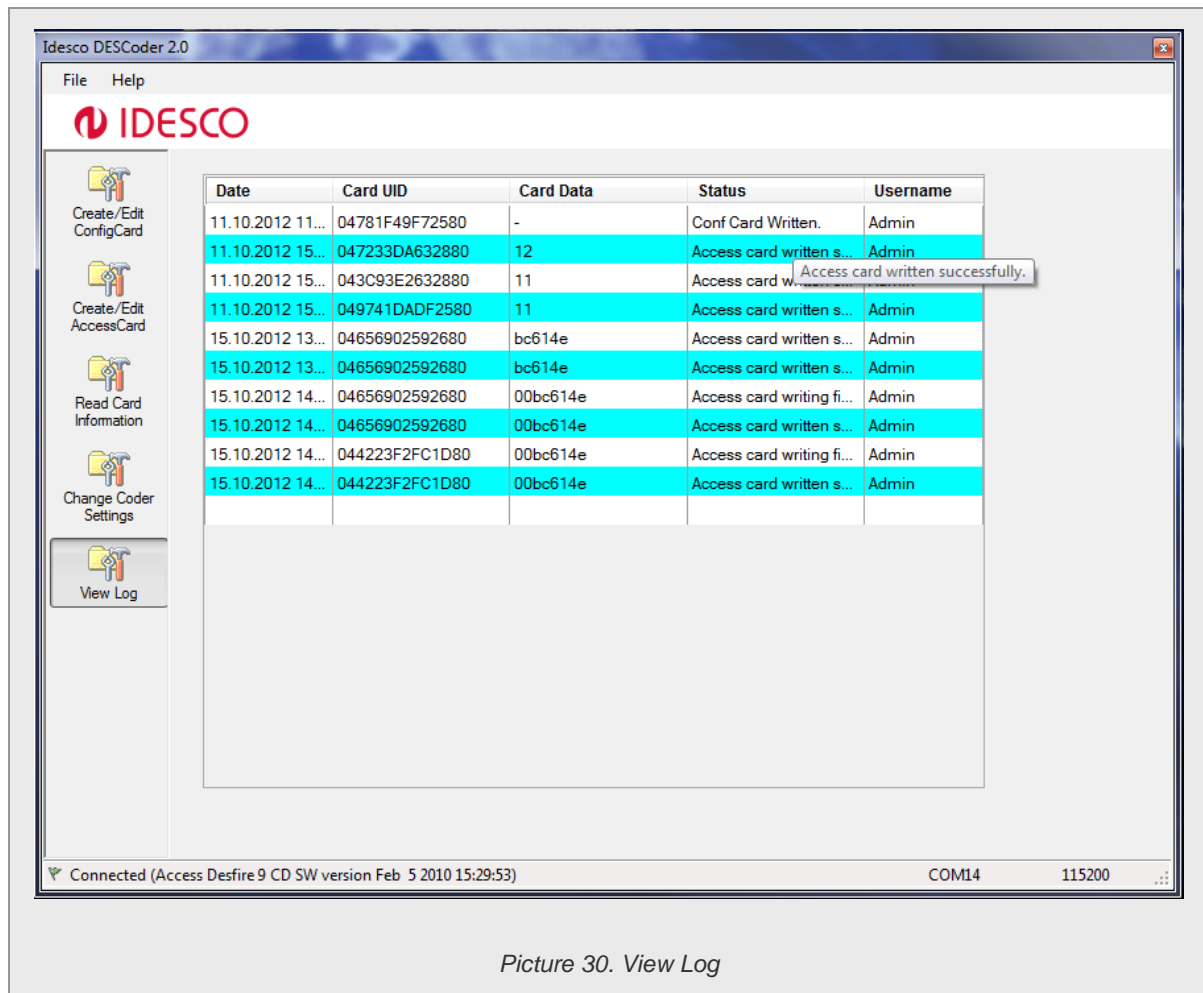 Idesco DESCoder 2.0
File Help
IDESCO
Create/Edit
ConfigCard
Create/Edit
AccessCard
Read Card
Information
Change Coder
Settings
View Log
Date Card UID Card Data Status Username
11.10.2012 11... 04781F49F72580 - Conf Card Written. Admin
11.10.2012 15... 047233DA632880 12 Access card written s... Admin
Access card written successfully.
11.10.2012 15... 043C93E2632880 11 Access card w
11.10.2012 15... 049741DADF2580 11 Access card written s... Admin
15.10.2012 13... 04656902592680 bc614e Access card written s... Admin
15.10.2012 13... 04656902592680 bc614e Access card written s... Admin
15.10.2012 14... 04656902592680 00bc614e Access card writing fi... Admin
15.10.2012 14... 04656902592680 00bc614e Access card written s... Admin
15.10.2012 14... 044223F2FC1D80 00bc614e Access card writing fi... Admin
15.10.2012 14... 044223F2FC1D80 00bc614e Access card written s... Admin
Connected (Access Desfire 9 CD SW version Feb 5 2010 15:29:53) COM14 115200
Picture 30. View Log